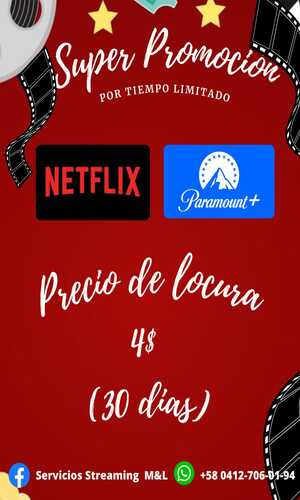 Super Promocion
POR TIEMPO LIMITADO
NETFLIX
Paramount+
Precio de locura
4$
(30 días)
Servicios Streaming M&L +58 0412-706-01-94